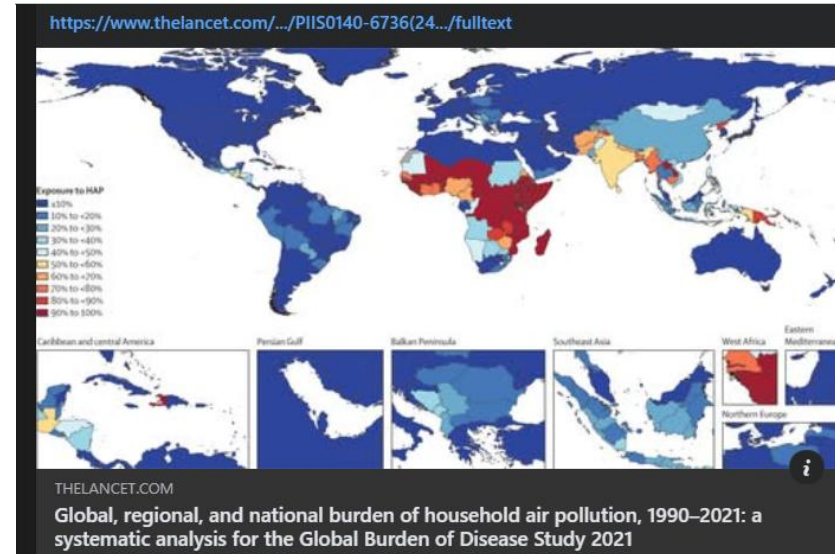 https://www.thelancet.com/.../PIIS0140-6736(24.../fulltext
Exposure to HAP
≤10%
10% to <20%
20% to <30%
30% to <40%
40% to <50%
50% to <60%
60% to <70%
70% to <80%
80% to <90%
90% to 100%
Caribbean and central America
Persian Gulf
Balkan Peninsula
Southeast Asia
West Africa
Eastern
Mediterranea
Northern Europe
i
THELANCET.COM
Global, regional, and national burden of household air pollution, 1990–2021: a
systematic analysis for the Global Burden of Disease Study 2021